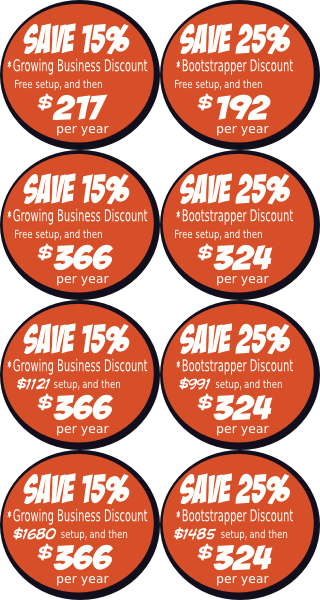 SAVE 15%
*Growing Business Discount
Free setup, and then
$217
per year
SAVE 25%
*Bootstrapper Discount
Free setup, and then
$192
per year
SAVE 15%
*Growing Business Discount
Free setup, and then
$366
per year
SAVE 25%
*Bootstrapper Discount
Free setup, and then
$324
per year
SAVE 15%
*Growing Business Discount
$1121 setup, and then
$366
per year
SAVE 25%
*Bootstrapper Discount
$991 setup, and then
$324
per year
SAVE 15%
*Growing Business Discount
$1680 setup, and then
$366
per year
SAVE 25%
*Bootstrapper Discount
$1485 setup, and then
$324
per year